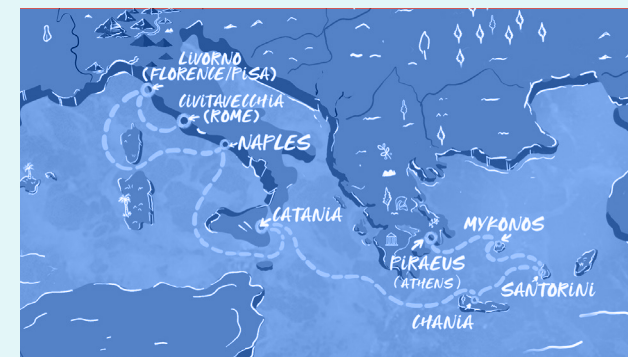 LIVORNO
(FLORENCE/PISA)
CIVITAVECCHIA
(ROME)
NAPLES
CATANIA
MYKONOS
PIRAEUS
(ATHENS)
SANTORINI
CHANIA